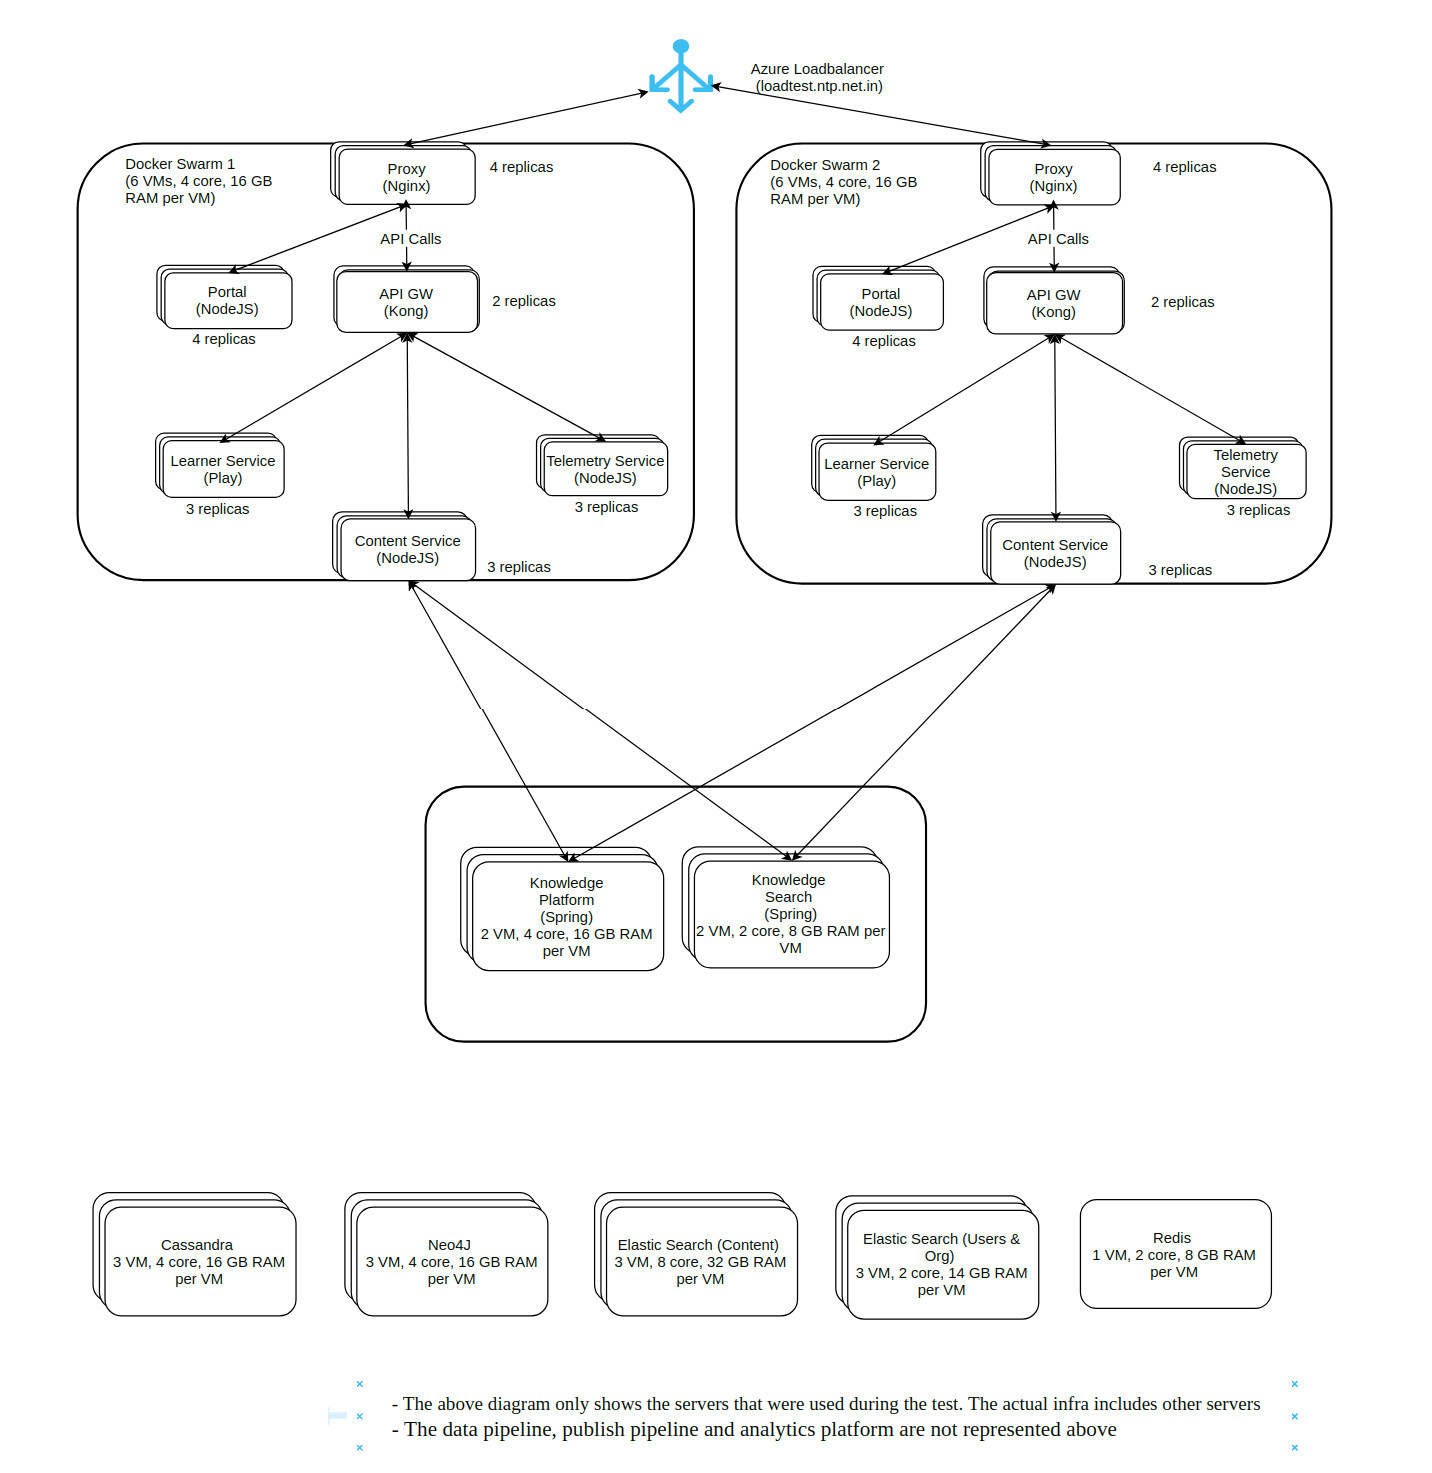 Azure Loadbalancer
(loadtest.ntp.net.in)
Docker Swarm 1
(6 VMs, 4 core, 16 GB
RAM per VM)
Proxy
(Nginx)
4 replicas
API Calls
Portal
(NodeJS)
4 replicas
API GW
(Kong)
2 replicas
Learner Service
(Play)
3 replicas
Telemetry Service
(NodeJS)
3 replicas
Content Service
(NodeJS)
3 replicas
Docker Swarm 2
(6 VMs, 4 core, 16 GB
RAM per VM)
Proxy
(Nginx)
4 replicas
API Calls
Portal
(NodeJS)
4 replicas
API GW
(Kong)
2 replicas
Learner Service
(Play)
3 replicas
Telemetry
Service
(NodeJS)
3 replicas
Content Service
(NodeJS)
3 replicas
Knowledge
Platform
(Spring)
2 VM, 4 core, 16 GB RAM
per VM
Knowledge
Search
(Spring)
2 VM, 2 core, 8 GB RAM per
VM
Cassandra
3 VM, 4 core, 16 GB RAM
per VM
Neo4J
3 VM, 4 core, 16 GB RAM
per VM
Elastic Search (Content)
3 VM, 8 core, 32 GB RAM
per VM
Elastic Search (Users &
Org)
3 VM, 2 core, 14 GB RAM
per VM
Redis
1 VM, 2 core, 8 GB RAM
per VM
- The above diagram only shows the servers that were used during the test. The actual infra includes other servers
- The data pipeline, publish pipeline and analytics platform are not represented above